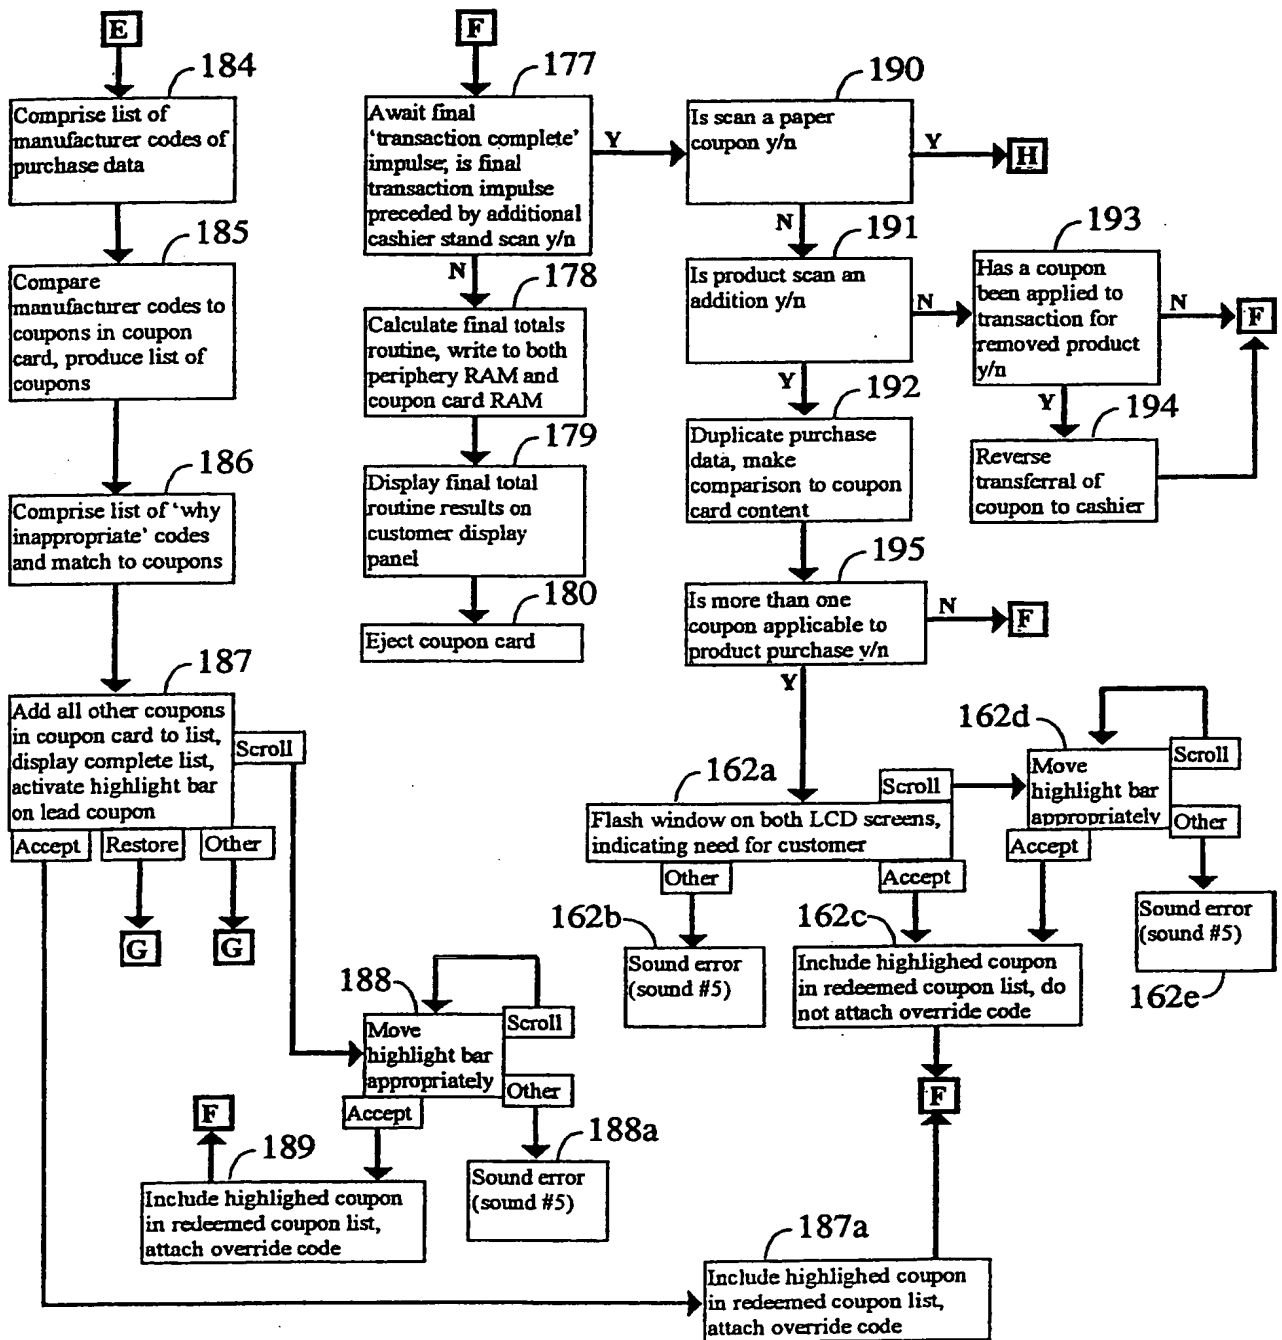 E
184
Comprise list of
manufacturer codes of
purchase data
185
Compare
manufacturer codes to
coupons in coupon
card, produce list of
coupons
186
Comprise list of ‘why
inappropriate’ codes
and match to coupons
187
Add all other coupons
in coupon card to list,
display complete list,
activate highlight bar
on lead coupon
Scroll
Accept
Restore
Other
G
G
188
Move
highlight bar
appropriately
Scroll
Other
Accept
188a
Sound error
(sound #5)
F
189
Include highlighed coupon
in redeemed coupon list,
attach override code
187a
Include highlighed coupon
in redeemed coupon list,
attach override code
F
177
Await final
‘transaction complete’
impulse; is final
transaction impulse
preceded by additional
cashier stand scan y/n
Y
N
178
Calculate final totals
routine, write to both
periphery RAM and
coupon card RAM
179
Display final total
routine results on
customer display
panel
180
Eject coupon card
190
Is scan a paper
coupon y/n
Y
H
N
191
Is product scan an
addition y/n
N
Y
193
Has a coupon
been applied to
transaction for
removed product
y/n
N
F
Y
194
Reverse
transferral of
coupon to cashier
192
Duplicate purchase
data, make
comparison to coupon
card content
195
Is more than one
coupon applicable to
product purchase y/n
N
F
Y
162a
Flash window on both LCD screens,
indicating need for customer
Scroll
Other
Accept
162b
Sound error
(sound #5)
162c
Include highlighed coupon
in redeemed coupon list, do
not attach override code
162d
Move
highlight bar
appropriately
Scroll
Other
Accept
Sound error
(sound #5)
162e
F